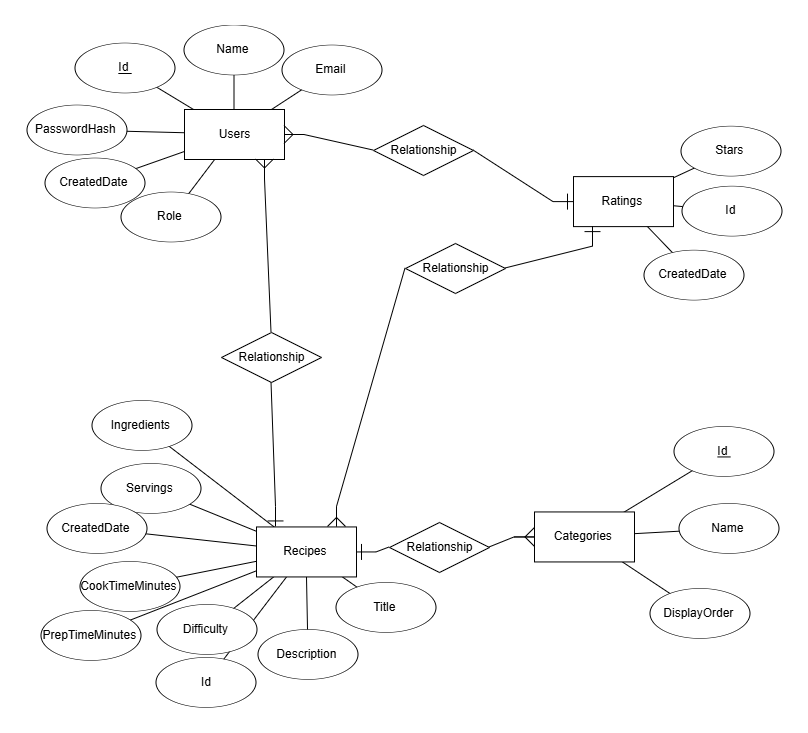 Name
Id
Email
PasswordHash
Users
Relationship
Stars
CreatedDate
Ratings
Id
Role
Relationship
CreatedDate
Relationship
Ingredients
Id
Servings
CreatedDate
Name
Categories
Recipes
Relationship
CookTimeMinutes
Title
DisplayOrder
Difficulty
PrepTimeMinutes
Description
Id